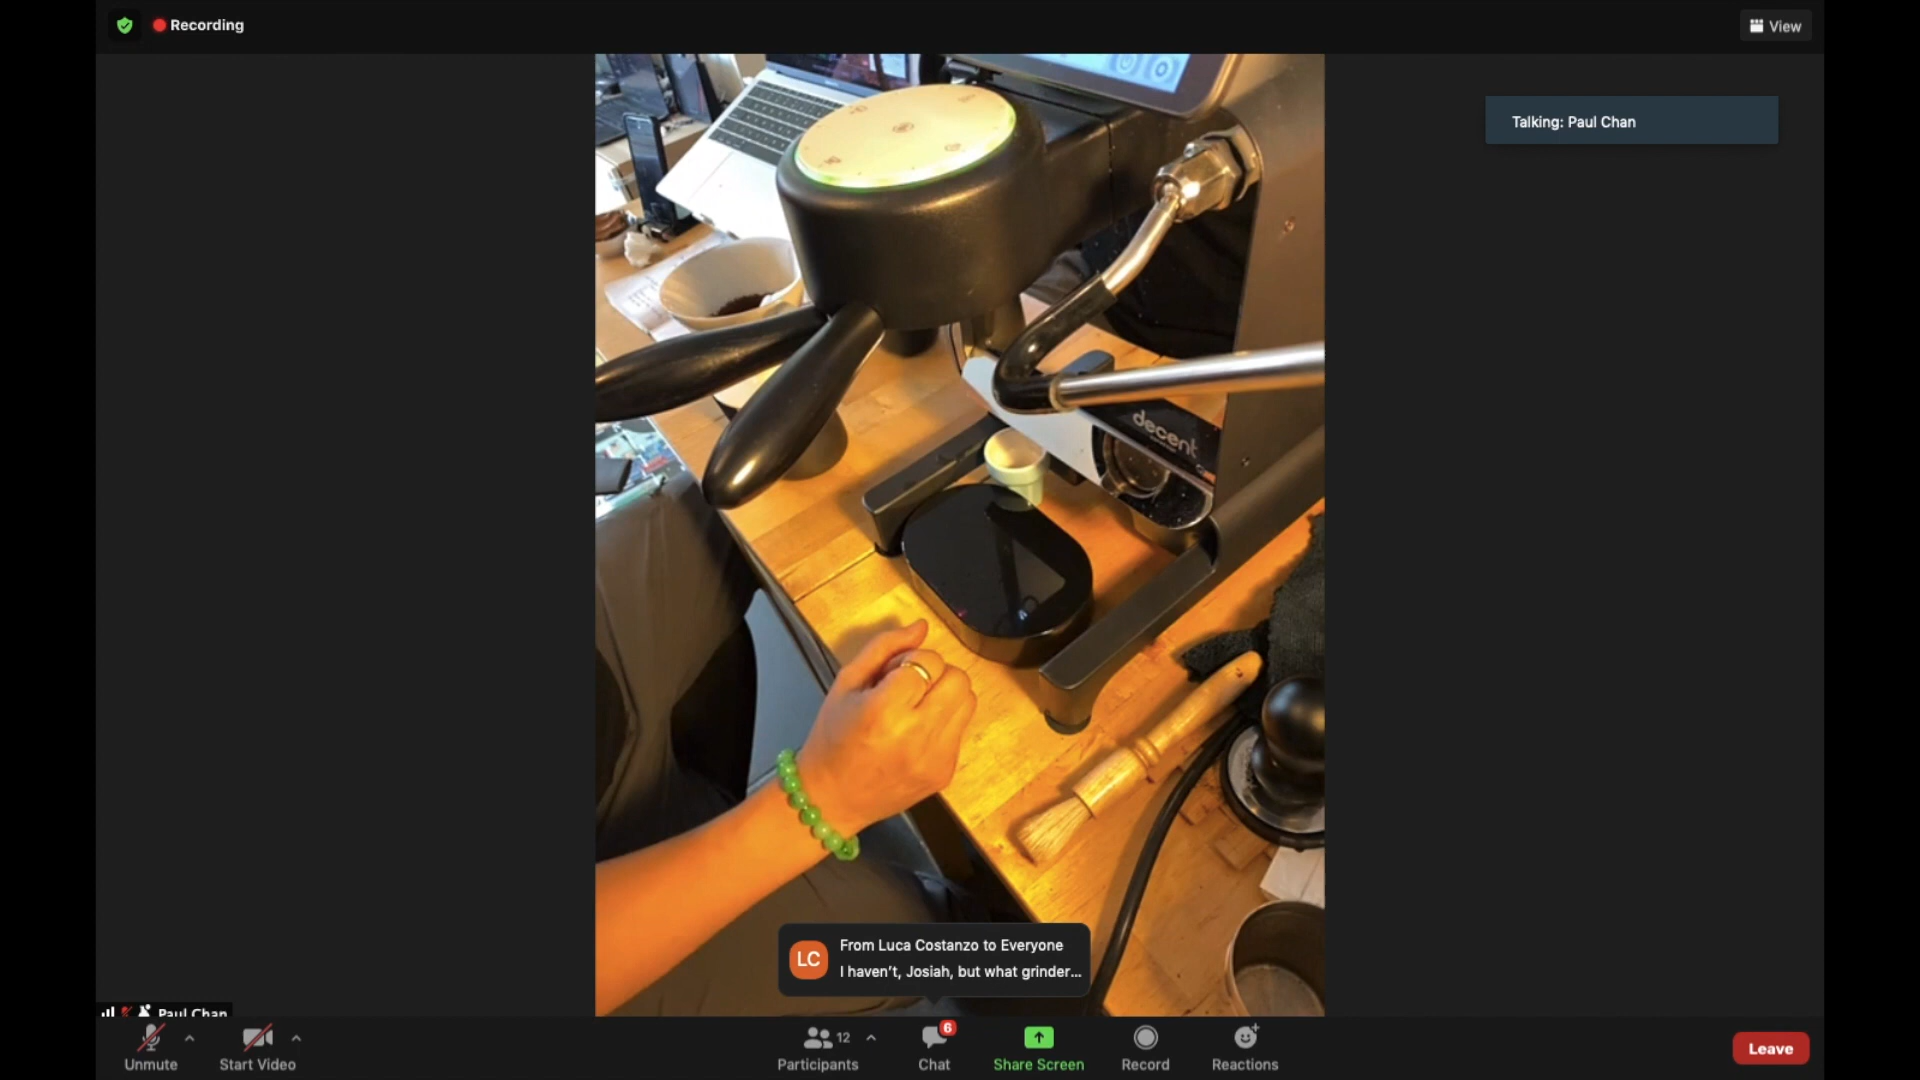 Recording
View
Talking: Paul Chan
decent
LC
From Luca Costanzo to Everyone
I haven't, Josiah, but what grinder...
Paul Chan
12
6
Unmute
Start Video
Participants
Chat
Share Screen
Record
Reactions
Leave